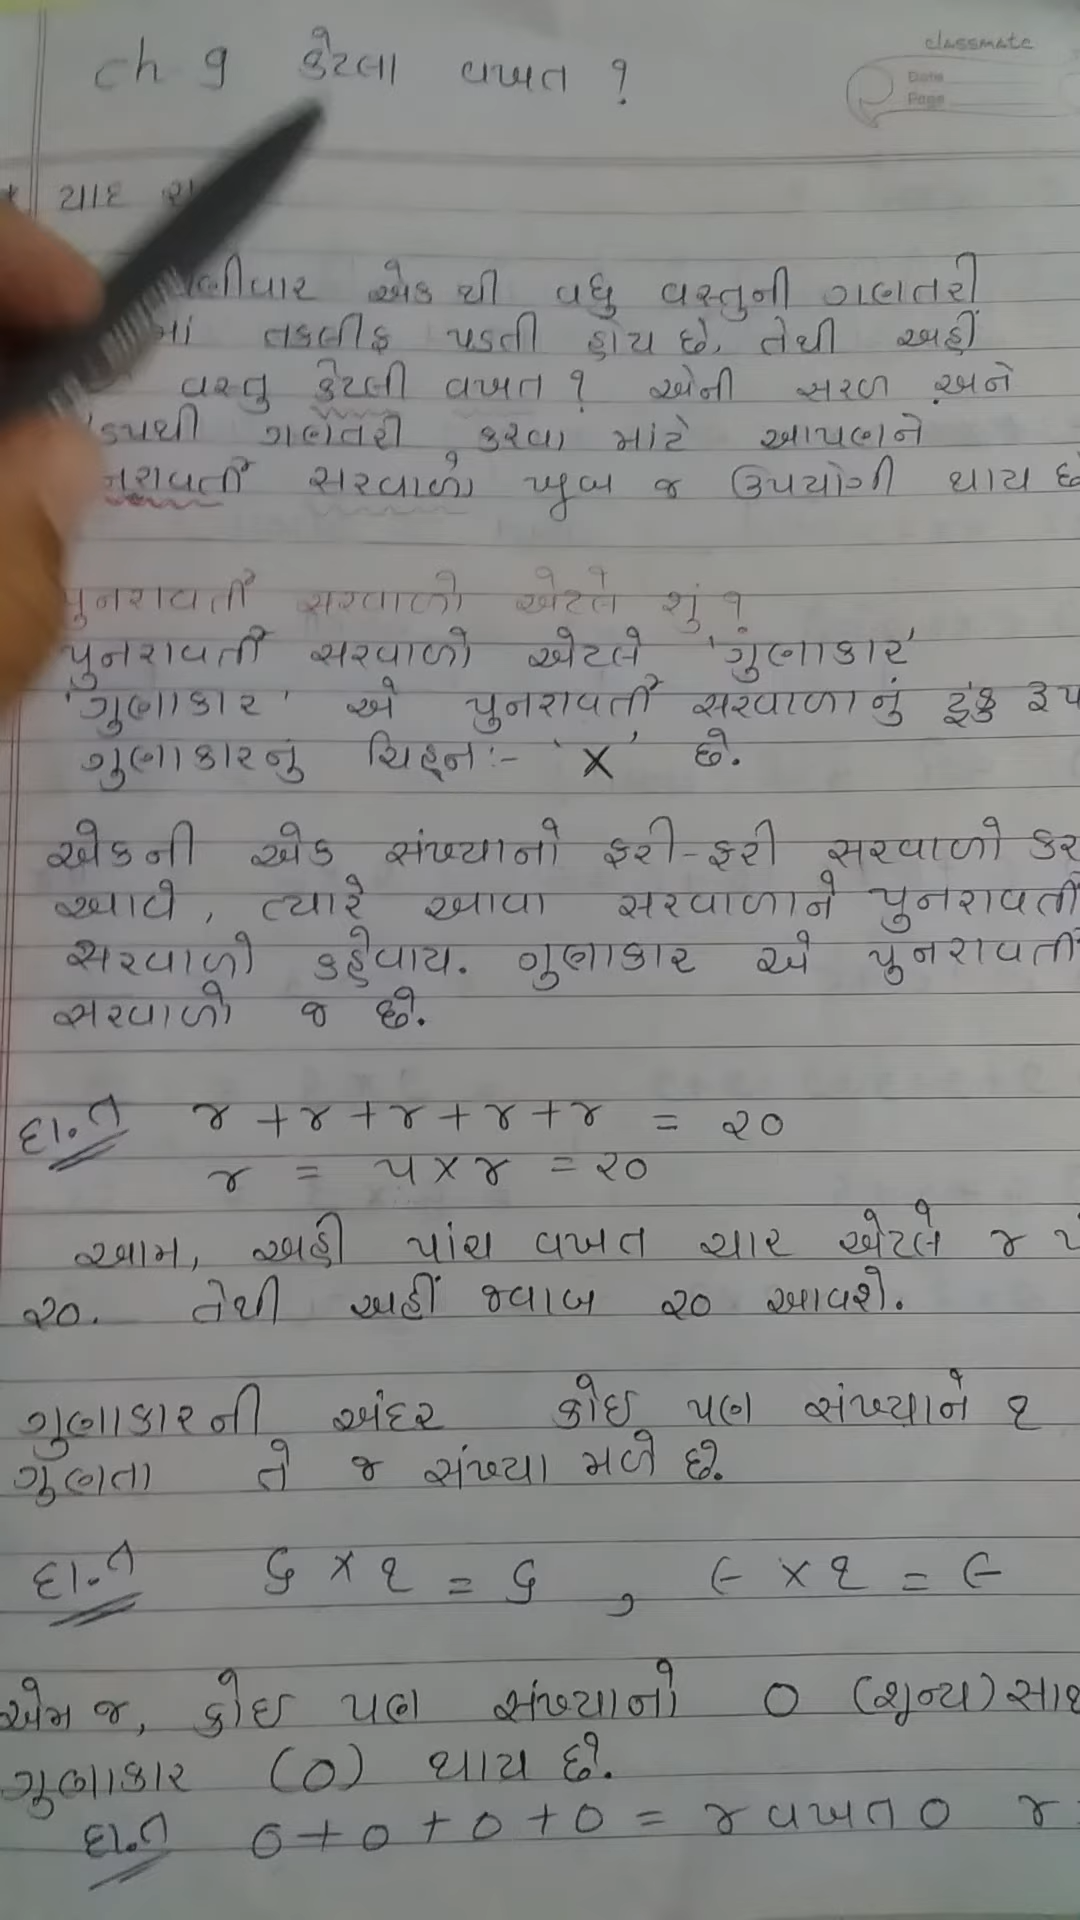 ch 9 કેટલા વખત ?
classmate
Date
Page
યાદ
એક થી વધુ વસ્તુની ગણતરી
માં તકલીફ પડતી હોય છે. તેથી અહીં
વસ્તુ કેટલી વખત ? એની સરળ અને
ગણતરી કરવા માટે આપણને
સરવાળો ખૂબ જ ઉપયોગી થાય છે
પુનરાવર્તી સરવાળો એટલે શું ?
પુનરાવર્તી સરવાળો એટલે 'ગુણાકાર'
'ગુણાકાર' એ પુનરાવર્તી સરવાળાનું ટુંકુ રૂપ
ગુણાકારનું ચિહ્ન :- 'x' છે.
એકની એક સંખ્યાનો ફરી-ફરી સરવાળો કર
આવે, ત્યારે આવા સરવાળાને પુનરાવર્તી
સરવાળો કહેવાય. ગુણાકાર એ પુનરાવર્તી
સરવાળો જ છે.
દા.ત ૪ + ૪ + ૪ + ૪ + ૪ = ૨૦
૪ = ૫ x ૪ = ૨૦
આમ, અહી પાંચ વખત ચાર એટલે ૪
૨૦. તેથી અહીં જવાબ ૨૦ આવશે.
ગુણાકારની અંદર કોઈ પણ સંખ્યાને ૧
ગુણતા તે જ સંખ્યા મળે છે.
દા.ત ૬ x ૧ = ૬ , ૯ x ૧ = ૯
એમ જ, કોઈ પણ સંખ્યાનો ૦ (શૂન્ય) સાથ
ગુણાકાર (૦) થાય છે.
દા.ત ૦ + ૦ + ૦ + ૦ = ૪ વખત ૦ ૪